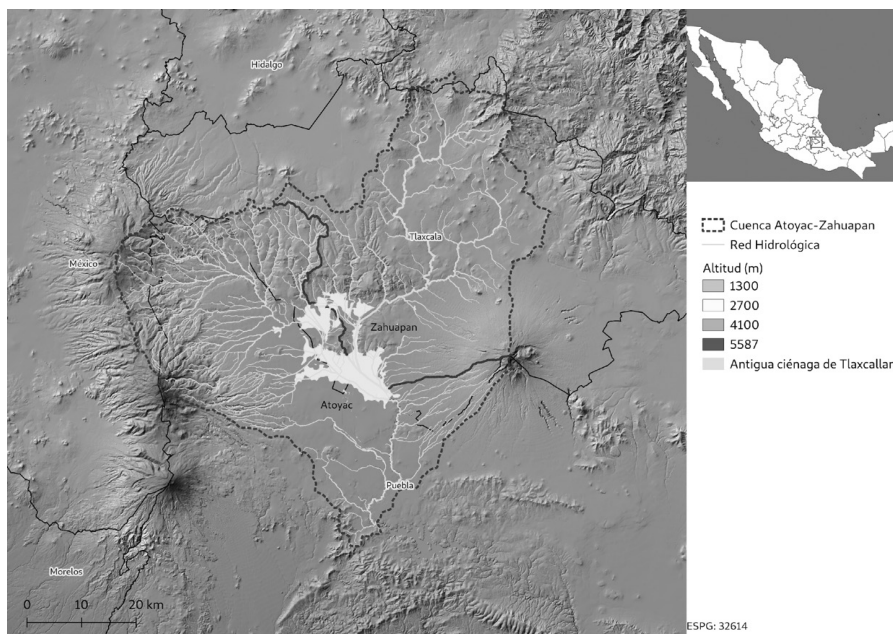 Hidalgo
Tlaxcala
México
Zahuapan
Atoyac
Puebla
Morelos
0 10 20 km
Cuenca Atoyac-Zahuapan
Red Hidrológica
Altitud (m)
1300
2700
4100
5587
Antigua ciénaga de Tlaxcallan
ESPG: 32614